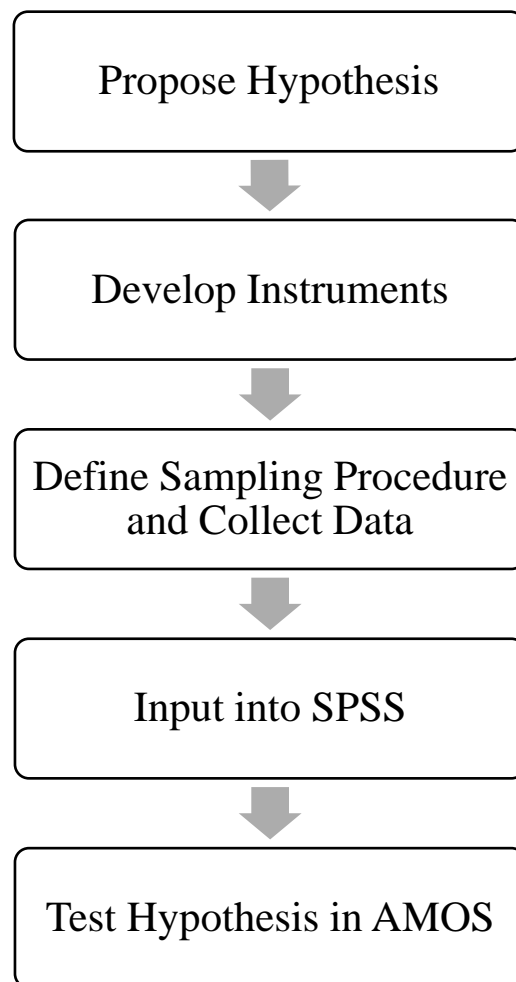 Propose Hypothesis
Develop Instruments
Define Sampling Procedure
and Collect Data
Input into SPSS
Test Hypothesis in AMOS